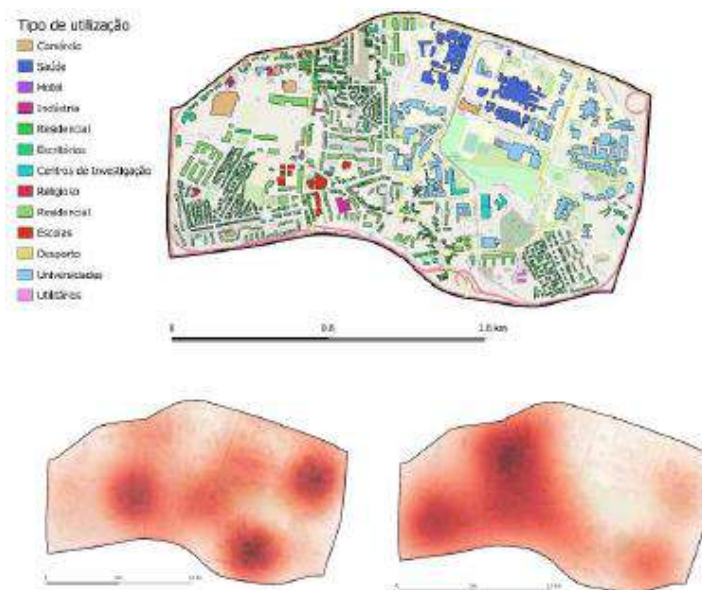 Tipo de utilização
Comércio
Saúde
Hotel
Indústria
Residencial
Escritórios
Centros de Investigação
Religioso
Residencial
Escolas
Desporto
Universidades
Utilitários
0 0.8 1.6 km